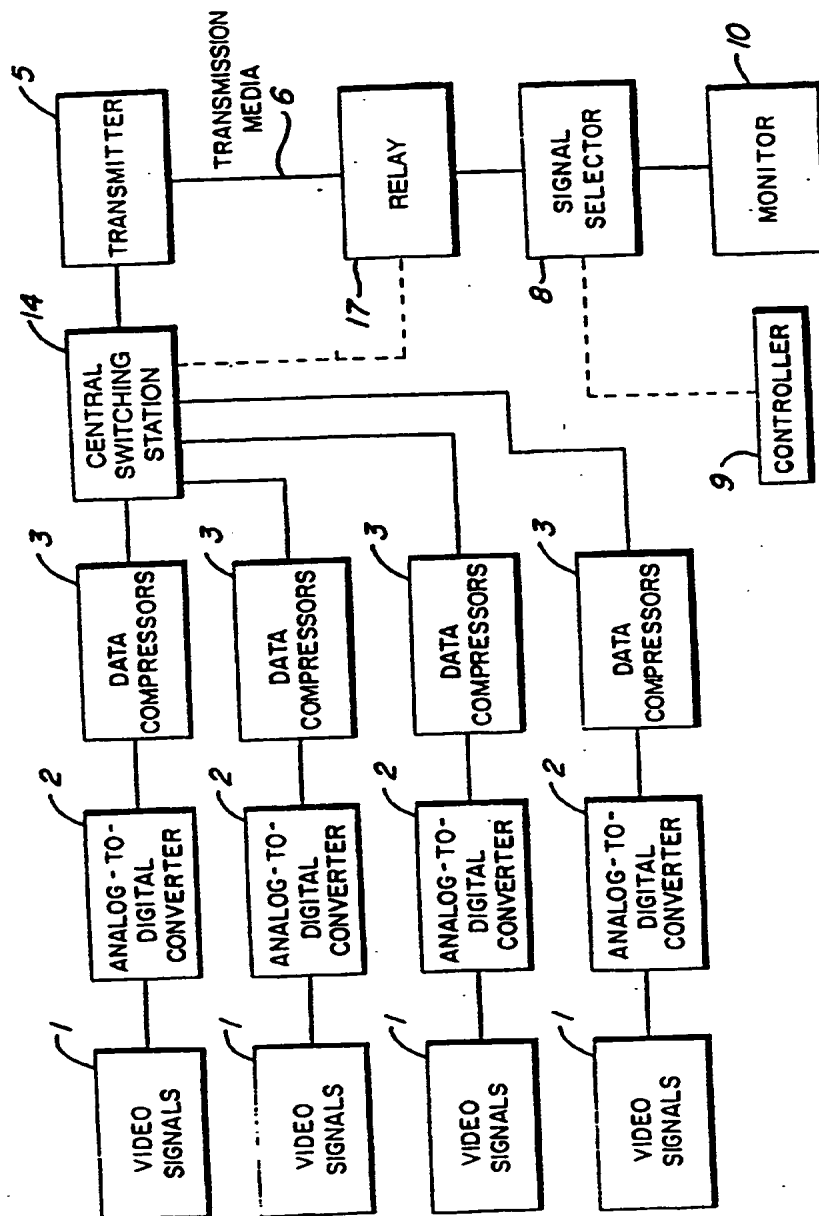 1
VIDEO
SIGNALS
2
ANALOG-TO-
DIGITAL
CONVERTER
3
DATA
COMPRESSORS
14
CENTRAL
SWITCHING
STATION
5
TRANSMITTER
1
VIDEO
SIGNALS
2
ANALOG-TO-
DIGITAL
CONVERTER
3
DATA
COMPRESSORS
TRANSMISSION
MEDIA
6
1
VIDEO
SIGNALS
2
ANALOG-TO-
DIGITAL
CONVERTER
3
DATA
COMPRESSORS
17
RELAY
1
VIDEO
SIGNALS
2
ANALOG-TO-
DIGITAL
CONVERTER
3
DATA
COMPRESSORS
8
SIGNAL
SELECTOR
9
CONTROLLER
10
MONITOR